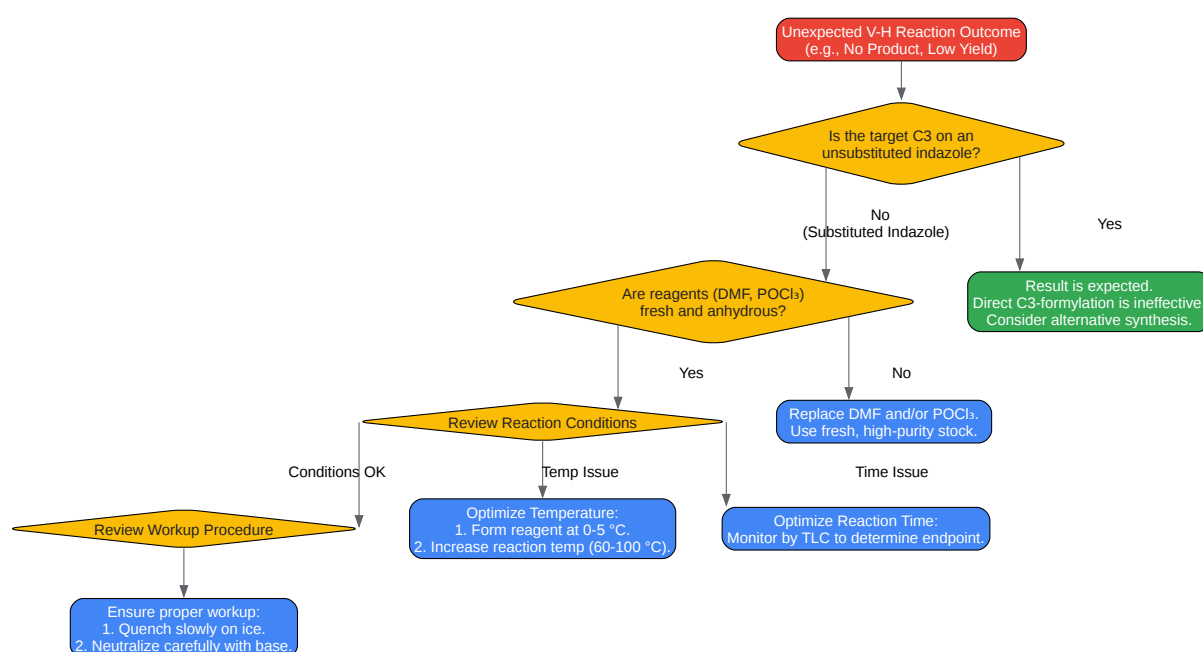 Unexpected V-H Reaction Outcome
(e.g., No Product, Low Yield)
Is the target C3 on an
unsubstituted indazole?
No
(Substituted Indazole)
Yes
Are reagents (DMF, POCl₃)
fresh and anhydrous?
Result is expected.
Direct C3-formylation is ineffective.
Consider alternative synthesis.
Yes
No
Review Reaction Conditions
Replace DMF and/or POCl₃.
Use fresh, high-purity stock.
Conditions OK
Temp Issue
Time Issue
Review Workup Procedure
Optimize Temperature:
1. Form reagent at 0-5 °C.
2. Increase reaction temp (60-100 °C).
Optimize Reaction Time:
Monitor by TLC to determine endpoint.
Ensure proper workup:
1. Quench slowly on ice.
2. Neutralize carefully with base.